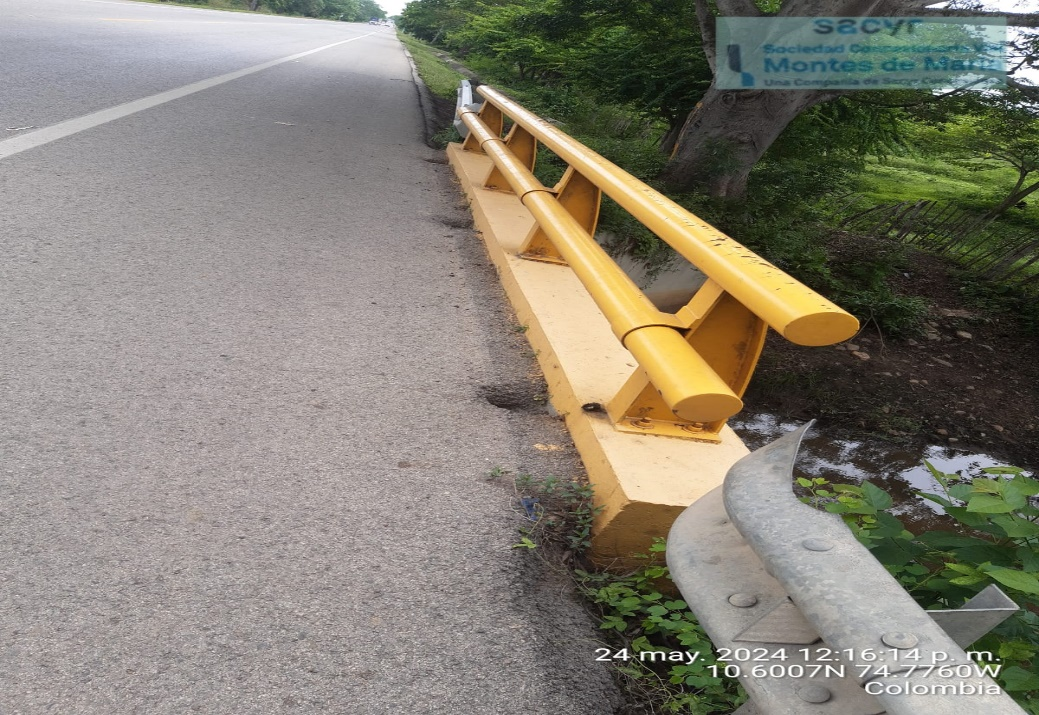 sacyr
Sociedad Concesionaria Vial
Montes de María
Una Compañía de Sacyr
24 may. 2024 12:16:14 p. m.
10.6007N 74.7760W
Colombia